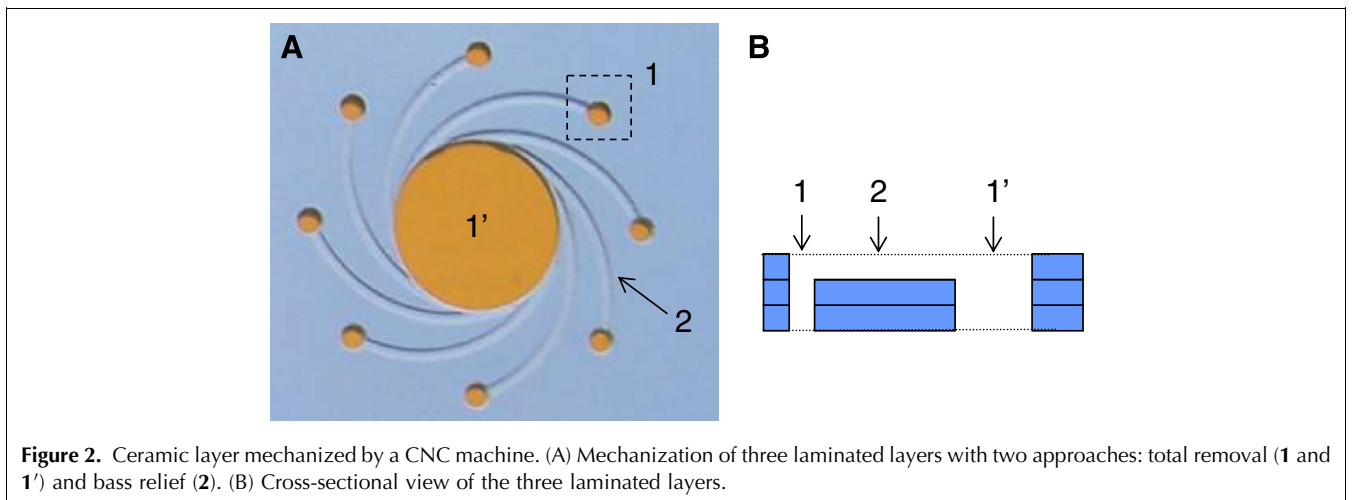 A
B
1
1’
2
1
2
1’
Figure 2. Ceramic layer mechanized by a CNC machine. (A) Mechanization of three laminated layers with two approaches: total removal (1 and
1′) and bass relief (2). (B) Cross-sectional view of the three laminated layers.